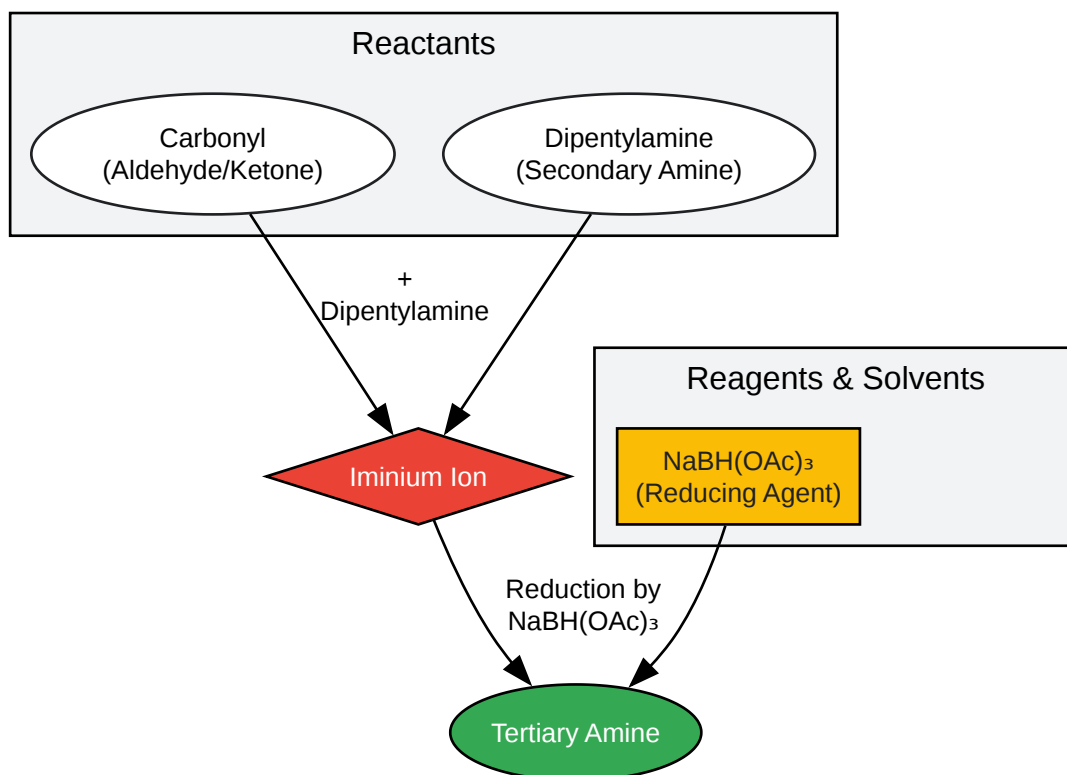 Reactants
Carbonyl
(Aldehyde/Ketone)
Dipentylamine
(Secondary Amine)
+
Dipentylamine
Reagents & Solvents
Iminium Ion
NaBH(OAc)₃
(Reducing Agent)
Reduction by
NaBH(OAc)₃
Tertiary Amine